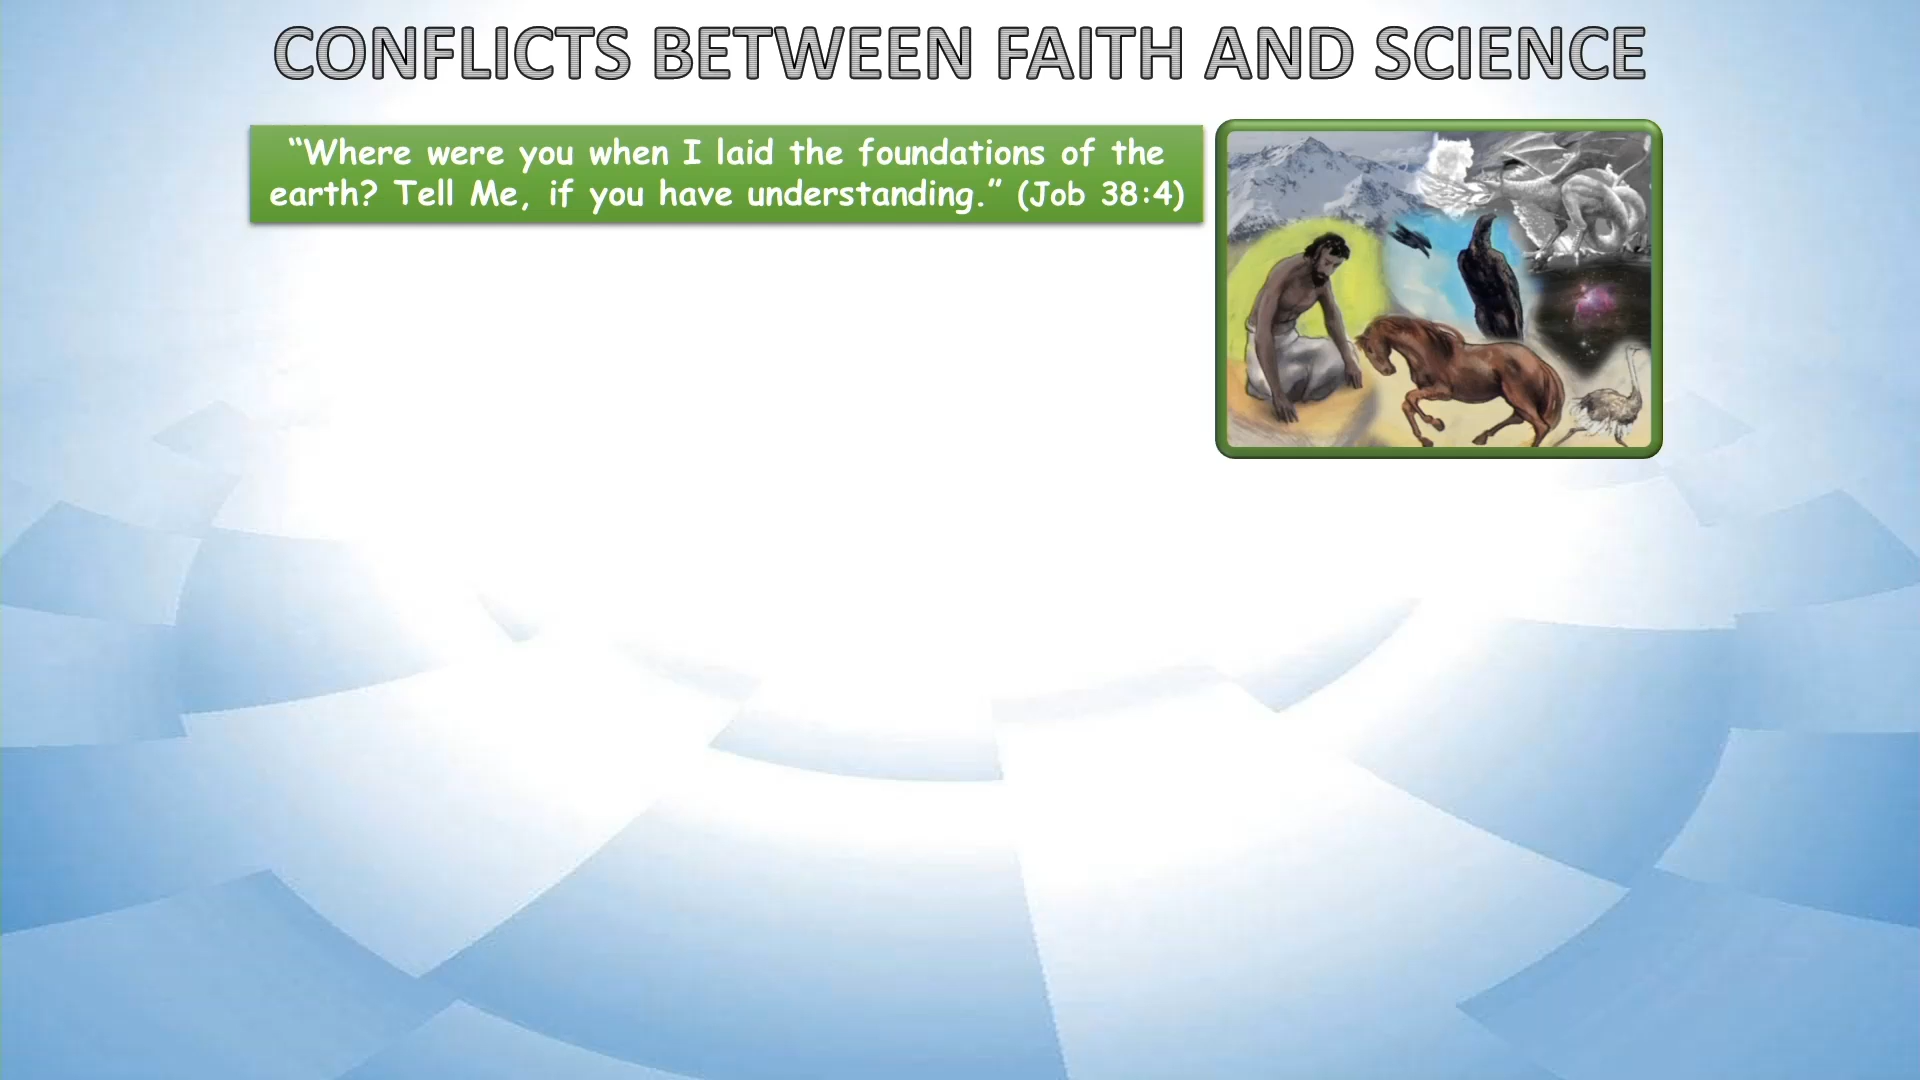 CONFLICTS BETWEEN FAITH AND SCIENCE
“Where were you when I laid the foundations of the
earth? Tell Me, if you have understanding.” (Job 38:4)